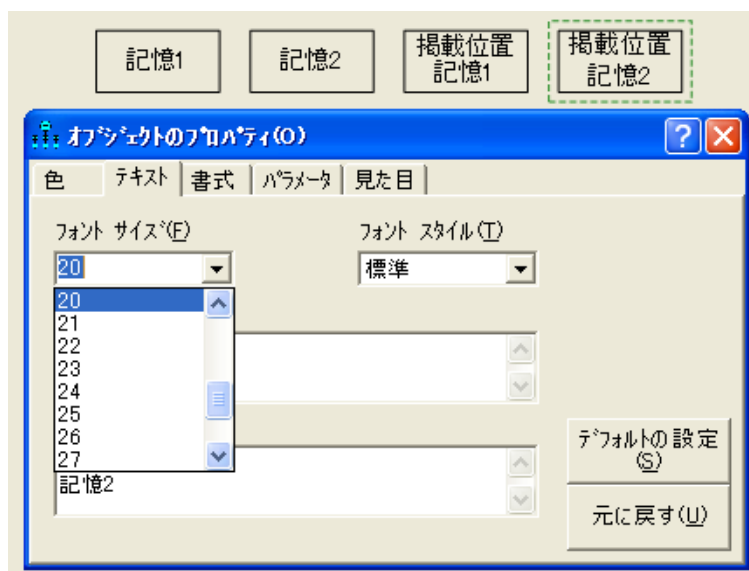 記憶1
記憶2
掲載位置
記憶1
掲載位置
記憶2
ｵﾌﾞｼﾞｪｸﾄのﾌﾟﾛﾊﾟﾃｨ(O)
色
ﾃｷｽﾄ
書式
ﾊﾟﾗﾒｰﾀ
見た目
ﾌｫﾝﾄ ｻｲｽﾞ(F)
ﾌｫﾝﾄ ｽﾀｲﾙ(T)
20
標準
20
21
22
23
24
25
26
27
記憶2
ﾃﾞﾌｫﾙﾄの設定
(S)
元に戻す(U)